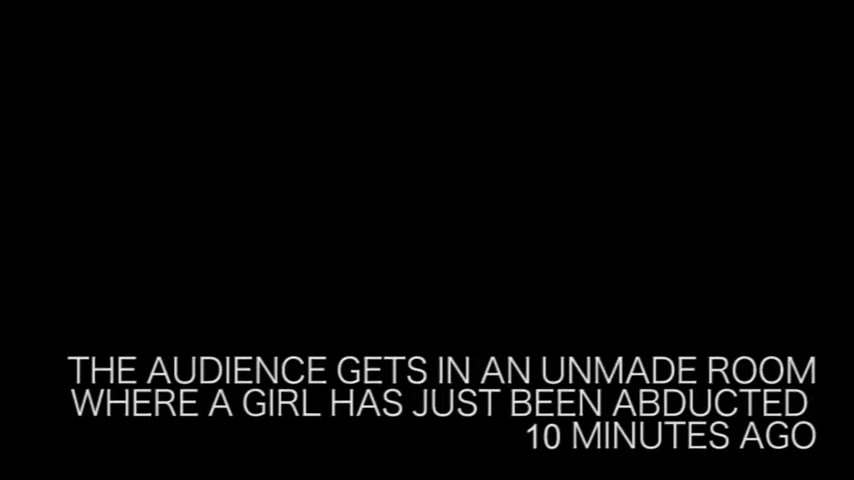 THE AUDIENCE GETS IN AN UNMADE ROOM
WHERE A GIRL HAS JUST BEEN ABDUCTED
10 MINUTES AGO